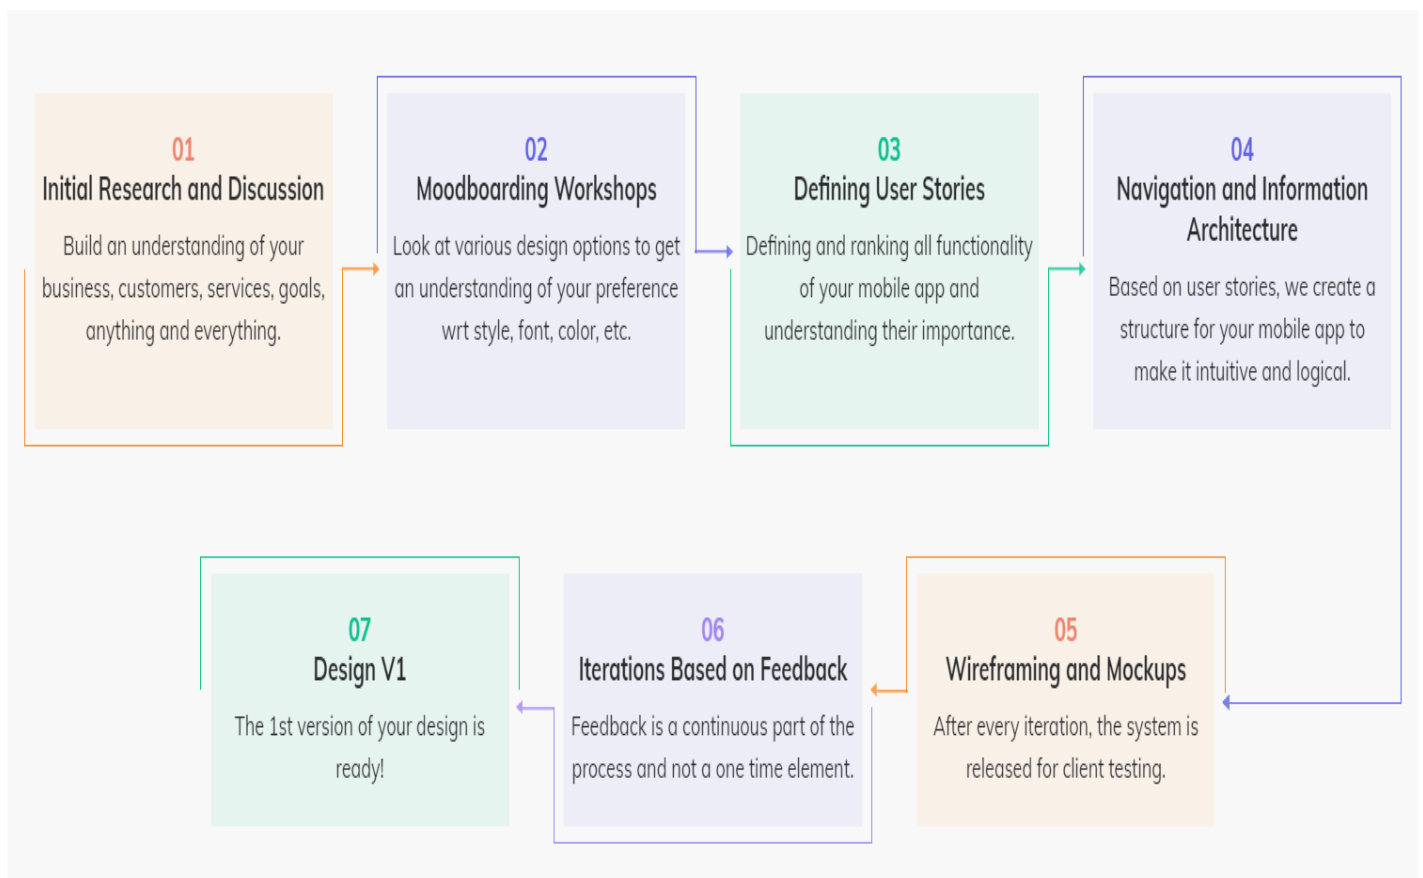 01
Initial Research and Discussion
Build an understanding of your
business, customers, services, goals,
anything and everything.
02
Moodboarding Workshops
Look at various design options to get
an understanding of your preference
wrt style, font, color, etc.
03
Defining User Stories
Defining and ranking all functionality
of your mobile app and
understanding their importance.
04
Navigation and Information
Architecture
Based on user stories, we create a
structure for your mobile app to
make it intuitive and logical.
05
Wireframing and Mockups
After every iteration, the system is
released for client testing.
06
Iterations Based on Feedback
Feedback is a continuous part of the
process and not a one time element.
07
Design V1
The 1st version of your design is
ready!